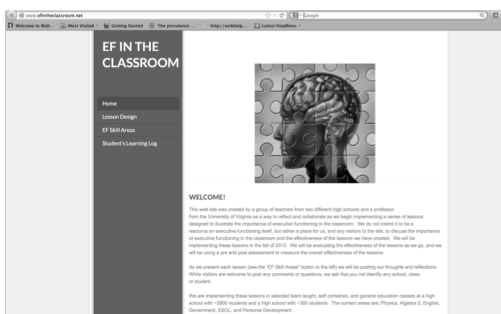 www.efintheclassroom.net
Google
Welcome to Wolt... Most Visited Getting Started The prevalence ... http://webhelp... Latest Headlines
EF IN THE
CLASSROOM
Home
Lesson Design
EF Skill Areas
Student's Learning Log
WELCOME!
This web site was created by a group of teachers from two different high schools and a professor
from the University of Virginia as a way to reflect and collaborate as we begin implementing a series of lessons
designed to illustrate the importance of executive functioning in the classroom. We do not intend it to be a
resource on executive functioning itself, but rather a place for us, and any visitors to the site, to discuss the importance
of executive functioning in the classroom and the effectiveness of the lessons we have created. We will be
implementing these lessons in the fall of 2013. We will be evaluating the effectiveness of the lessons as we go, and we
will be using a pre and post assessment to measure the overall effectiveness of the lessons.
As we present each lesson (see the "EF Skill Areas" button to the left) we will be posting our thoughts and reflections.
While visitors are welcome to post any comments or questions, we ask that you not identify any school, class,
or student.
We are implementing these lessons in selected team taught, self contained, and general education classes at a high
school with ~2800 students and a high school with ~300 students. The content areas are: Physics, Algebra 2, English,
Government, ESOL, and Personal Development.